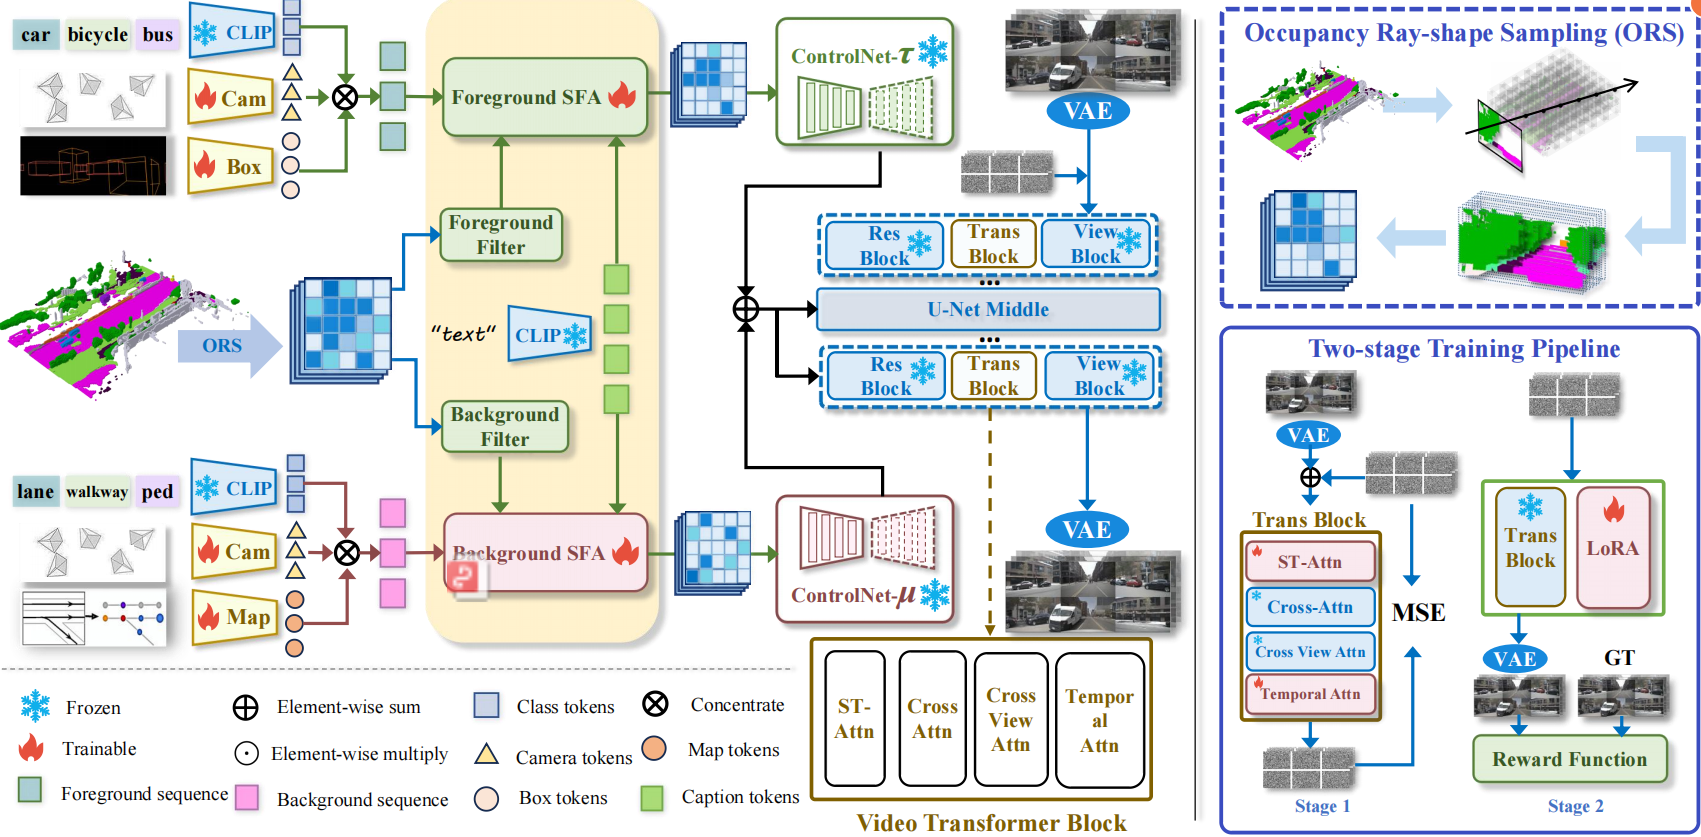 car bicycle bus
CLIP
Cam
Box
Foreground SFA
Foreground
Filter
ORS
"text"
CLIP
Background
Filter
lane walkway ped
CLIP
Cam
Map
Background SFA
ControlNet-τ
ControlNet-μ
VAE
Res
Block
Trans
Block
View
Block
...
U-Net Middle
...
Res
Block
Trans
Block
View
Block
VAE
ST-
Attn
Cross
Attn
Cross
View
Attn
Tempor
al
Attn
Video Transformer Block
Frozen
Element-wise sum
Class tokens
Concentrate
Trainable
Element-wise multiply
Camera tokens
Map tokens
Foreground sequence
Background sequence
Box tokens
Caption tokens
Occupancy Ray-shape Sampling (ORS)
Two-stage Training Pipeline
VAE
Trans Block
ST-Attn
Cross-Attn
Cross View Attn
Temporal Attn
MSE
Stage 1
Trans
Block
LoRA
VAE
GT
Reward Function
Stage 2